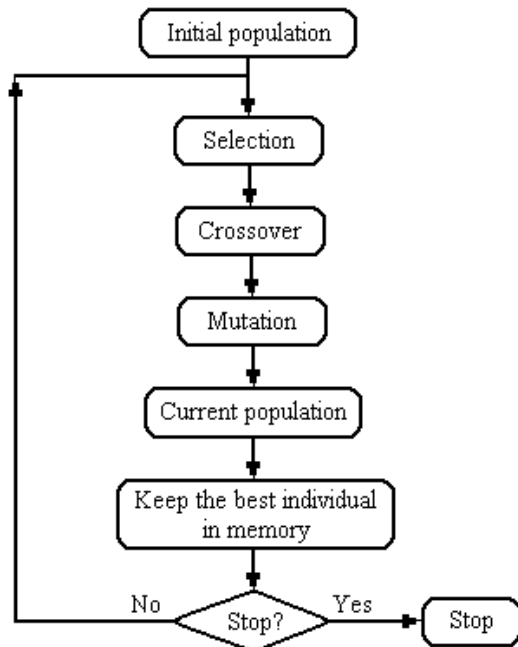 Initial population
Selection
Crossover
Mutation
Current population
Keep the best individual
in memory
No
Stop?
Yes
Stop